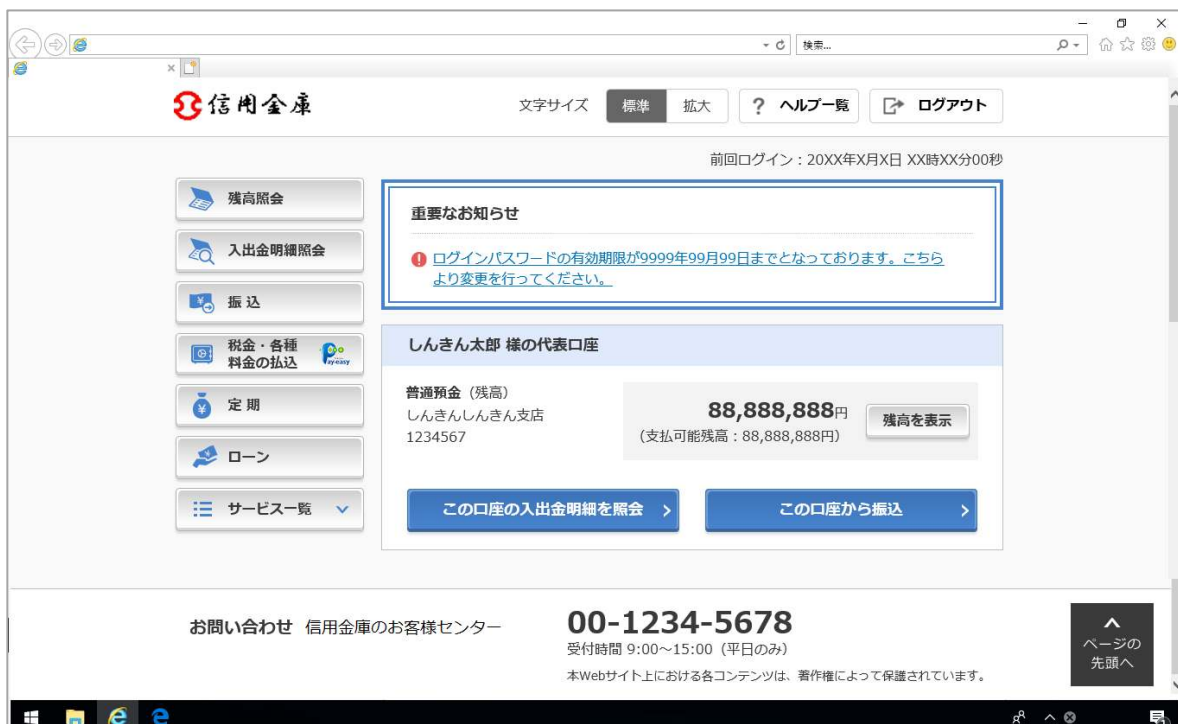 検索...
信用金庫
文字サイズ 標準 拡大 ? ヘルプ一覧 ログアウト
前回ログイン：20XX年X月X日 XX時XX分00秒
残高照会
入出金明細照会
振 込
税金・各種
料金の払込
Pay-easy
定 期
ローン
サービス一覧
重要なお知らせ
ログインパスワードの有効期限が9999年99月99日までとなっております。こちら
より変更を行ってください。
しんきん太郎 様の代表口座
普通預金（残高）
しんきんしんきん支店
1234567
88,888,888円
（支払可能残高：88,888,888円）
残高を表示
この口座の入出金明細を照会
この口座から振込
お問い合わせ 信用金庫のお客様センター
00-1234-5678
受付時間 9:00～15:00（平日のみ）
本Webサイト上における各コンテンツは、著作権によって保護されています。
ページの
先頭へ